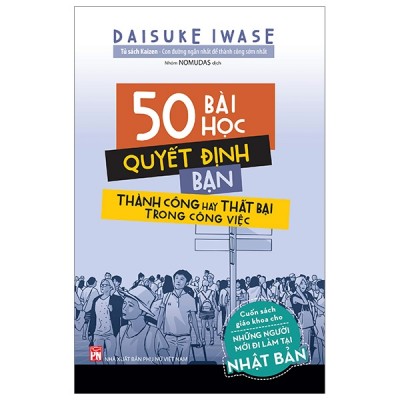 DAISUKE IWASE
Tủ sách Kaizen - Con đường ngắn nhất để thành công sớm nhất
Nhóm NOMUDAS dịch
50 BÀI
HỌC
QUYẾT ĐỊNH
BẠN
THÀNH CÔNG HAY THẤT BẠI
TRONG CÔNG VIỆC
Cuốn sách
giáo khoa cho
NHỮNG NGƯỜI
MỚI ĐI LÀM TẠI
NHẬT BẢN
PN
NHÀ XUẤT BẢN PHỤ NỮ VIỆT NAM